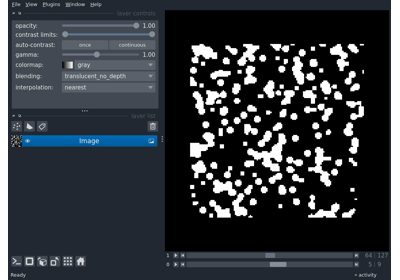 File View Plugins Window Help
layer controls
opacity: 1.00
contrast limits:
auto-contrast: once continuous
gamma: 1.00
colormap: gray
blending: translucent_no_depth
interpolation: nearest
layer list
Image
1 64 127
0 5 9
Ready activity